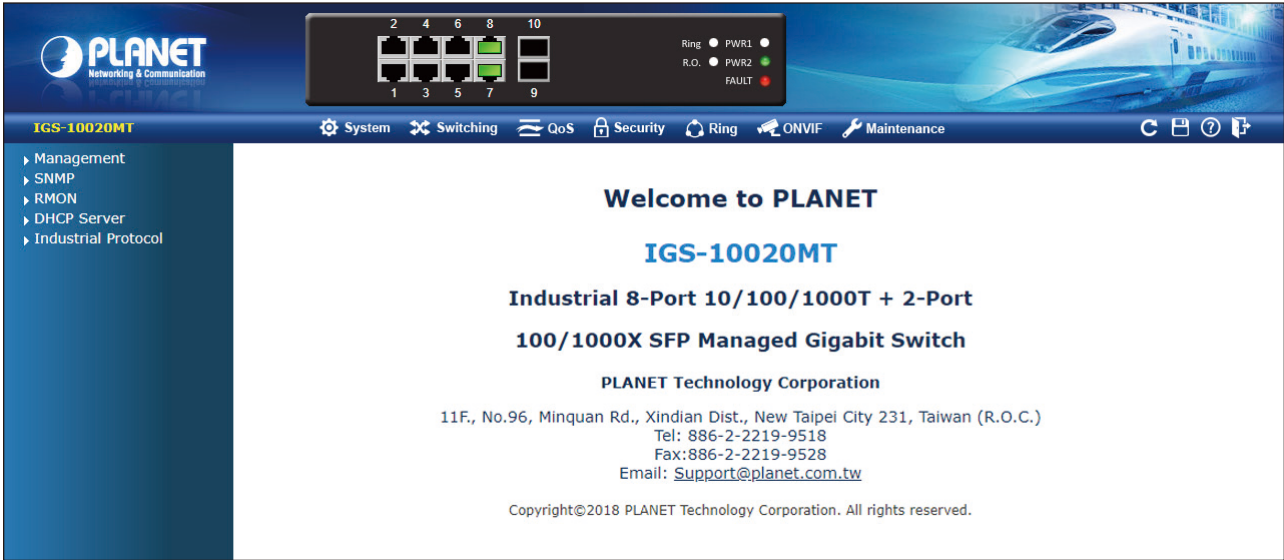 PLANET
Networking & Communication
2 4 6 8 10
1 3 5 7 9
Ring PWR1
R.O. PWR2
FAULT
IGS-10020MT
System Switching QoS Security Ring ONVIF Maintenance
Management
SNMP
RMON
DHCP Server
Industrial Protocol
Welcome to PLANET
IGS-10020MT
Industrial 8-Port 10/100/1000T + 2-Port
100/1000X SFP Managed Gigabit Switch
PLANET Technology Corporation
11F., No.96, Minquan Rd., Xindian Dist., New Taipei City 231, Taiwan (R.O.C.)
Tel: 886-2-2219-9518
Fax:886-2-2219-9528
Email: Support@planet.com.tw
Copyright©2018 PLANET Technology Corporation. All rights reserved.